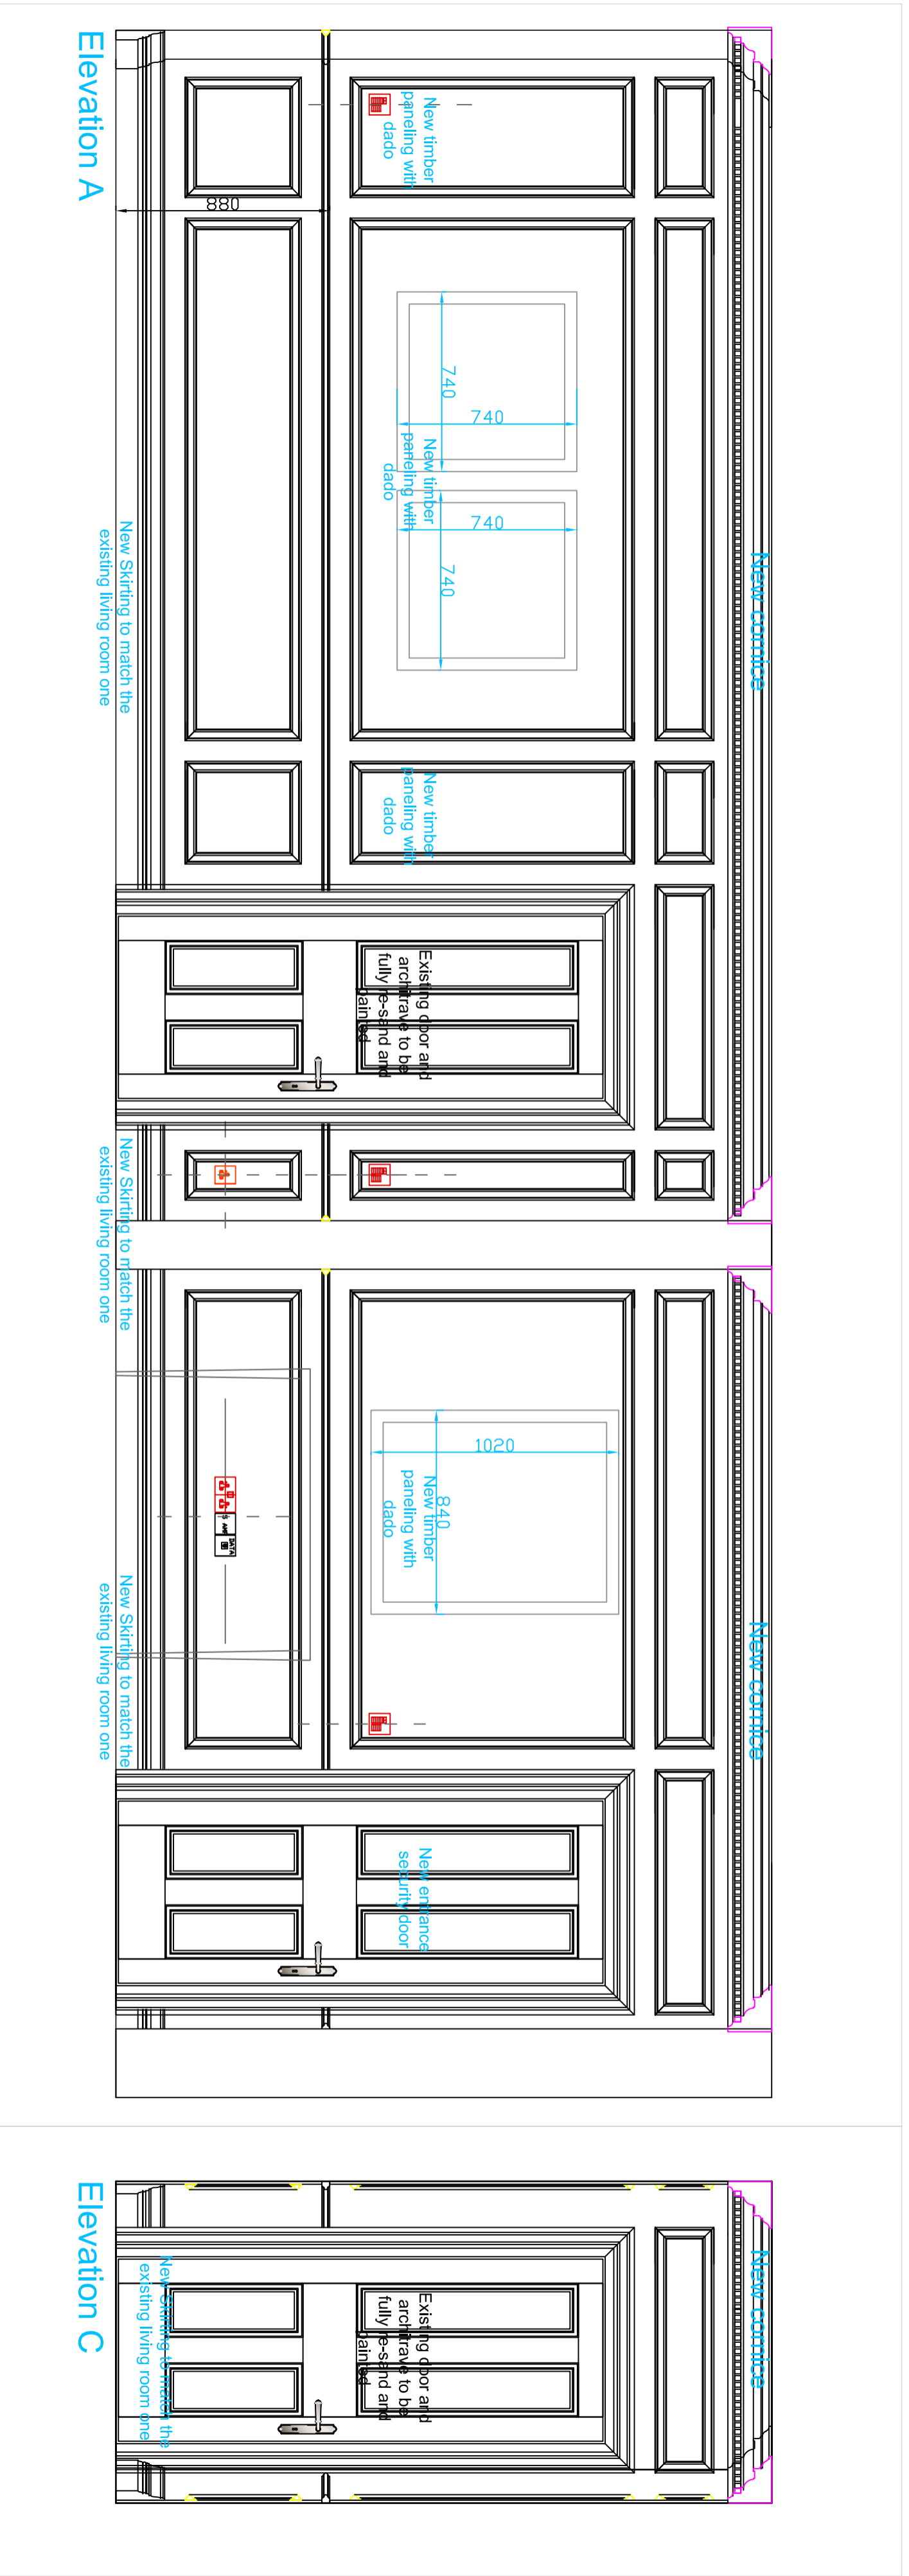 New cornice
New timber
paneling with
dado
740
740
New timber
paneling with
dado
740
740
New timber
paneling with
dado
880
Existing door and
architrave to be
fully re-sand and
painted
New Skirting to match the
existing living room one
New Skirting to match the
existing living room one
Elevation A
New cornice
1020
840
New timber
paneling with
dado
DATA
New entrance
security door
New Skirting to match the
existing living room one
New cornice
Existing door and
architrave to be
fully re-sand and
painted
New Skirting to match the
existing living room one
Elevation C